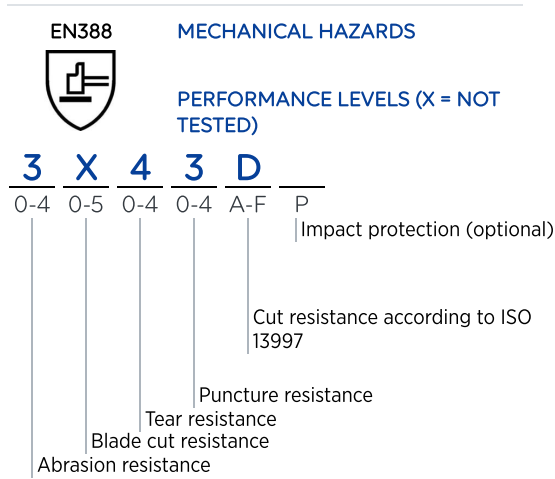 EN388
MECHANICAL HAZARDS
PERFORMANCE LEVELS (X = NOT
TESTED)
3 X 4 3 D
0-4 0-5 0-4 0-4 A-F P
Impact protection (optional)
Cut resistance according to ISO
13997
Puncture resistance
Tear resistance
Blade cut resistance
Abrasion resistance